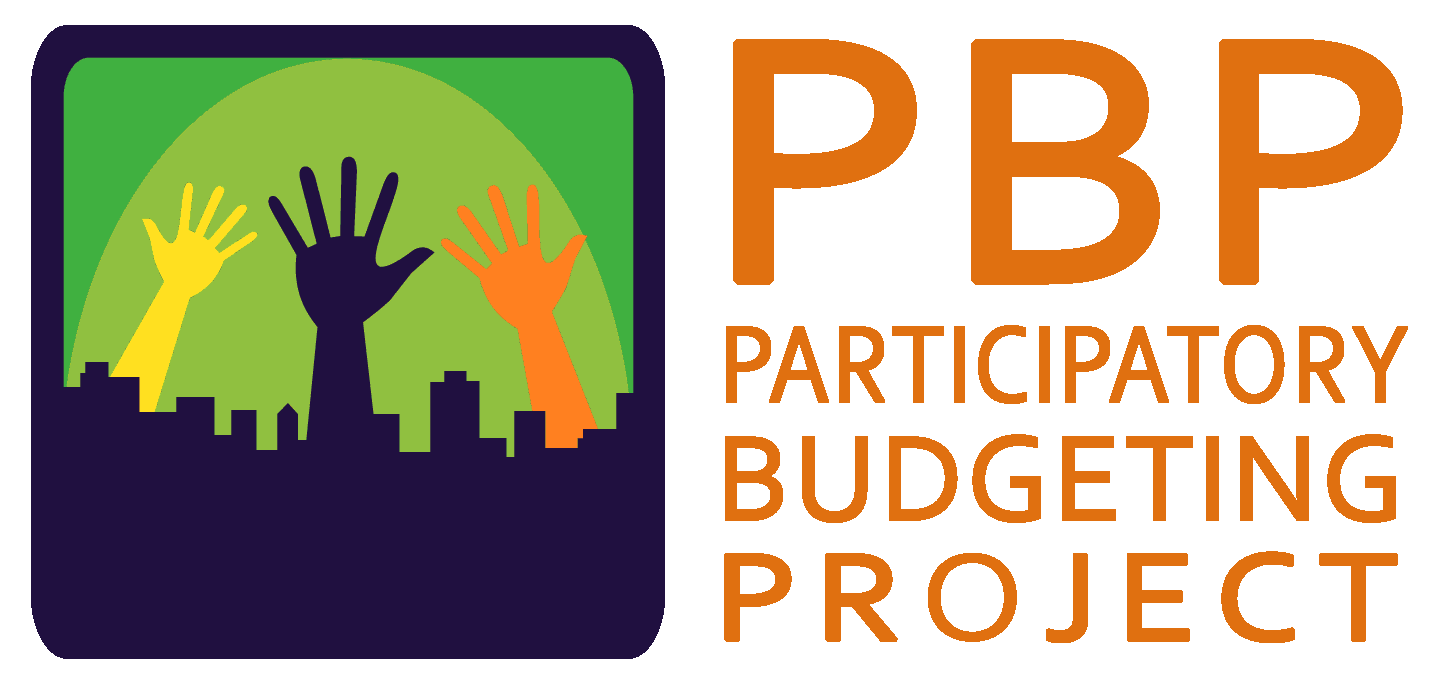 PBP
PARTICIPATORY
BUDGETING
PROJECT